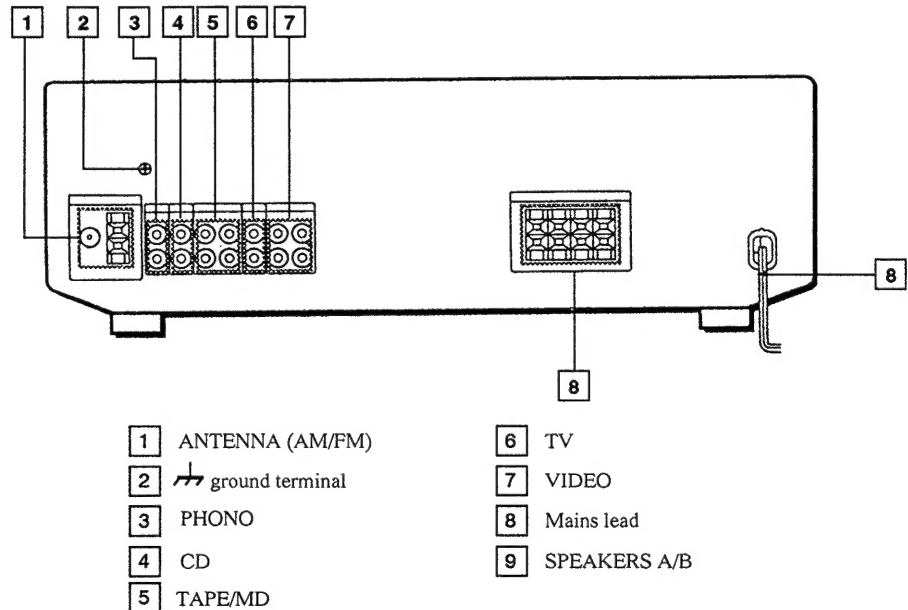 1 2 3 4 5 6 7
8
8
1 ANTENNA (AM/FM)
2 ground terminal
3 PHONO
4 CD
5 TAPE/MD
6 TV
7 VIDEO
8 Mains lead
9 SPEAKERS A/B